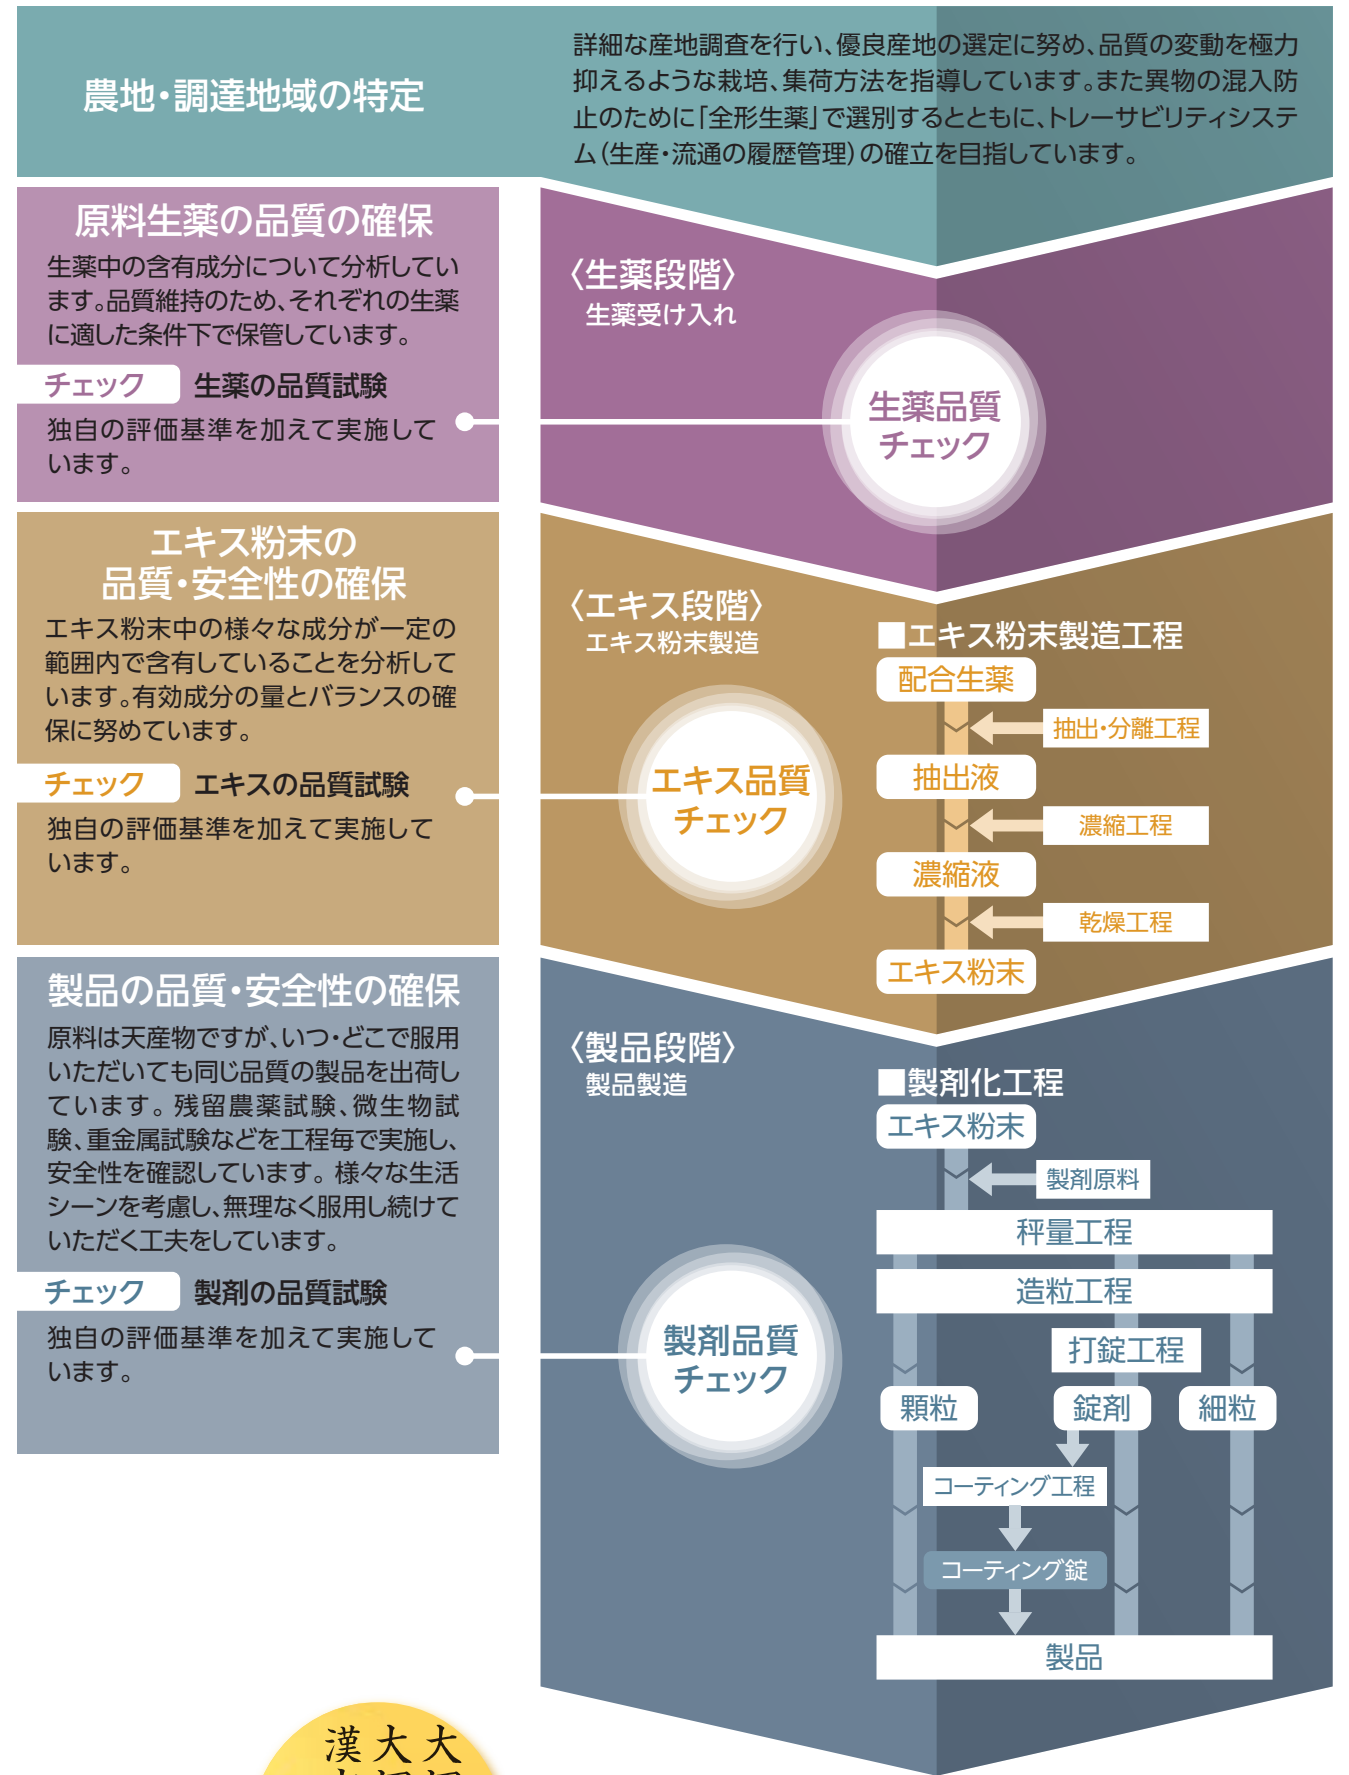 農地・調達地域の特定
詳細な産地調査を行い、優良産地の選定に努め、品質の変動を極力
抑えるような栽培、集荷方法を指導しています。また異物の混入防
止のために「全形生薬」で選別するとともに、トレーサビリティシステ
ム（生産・流通の履歴管理）の確立を目指しています。
原料生薬の品質の確保
生薬中の含有成分について分析してい
ます。品質維持のため、それぞれの生薬
に適した条件下で保管しています。
チェック 生薬の品質試験
独自の評価基準を加えて実施して
います。
〈生薬段階〉
生薬受け入れ
生薬品質
チェック
エキス粉末の
品質・安全性の確保
エキス粉末中の様々な成分が一定の
範囲内で含有していることを分析して
います。有効成分の量とバランスの確
保に努めています。
チェック エキスの品質試験
独自の評価基準を加えて実施して
います。
〈エキス段階〉
エキス粉末製造
エキス品質
チェック
■エキス粉末製造工程
配合生薬
抽出・分離工程
抽出液
濃縮工程
濃縮液
乾燥工程
エキス粉末
製品の品質・安全性の確保
原料は天産物ですが、いつ・どこで服用
いただいても同じ品質の製品を出荷し
ています。残留農薬試験、微生物試
験、重金属試験などを工程毎で実施し、
安全性を確認しています。様々な生活
シーンを考慮し、無理なく服用し続けて
いただく工夫をしています。
チェック 製剤の品質試験
独自の評価基準を加えて実施して
います。
〈製品段階〉
製品製造
製剤品質
チェック
■製剤化工程
エキス粉末
製剤原料
秤量工程
造粒工程
打錠工程
顆粒 錠剤 細粒
コーティング工程
コーティング錠
製品
漢大大